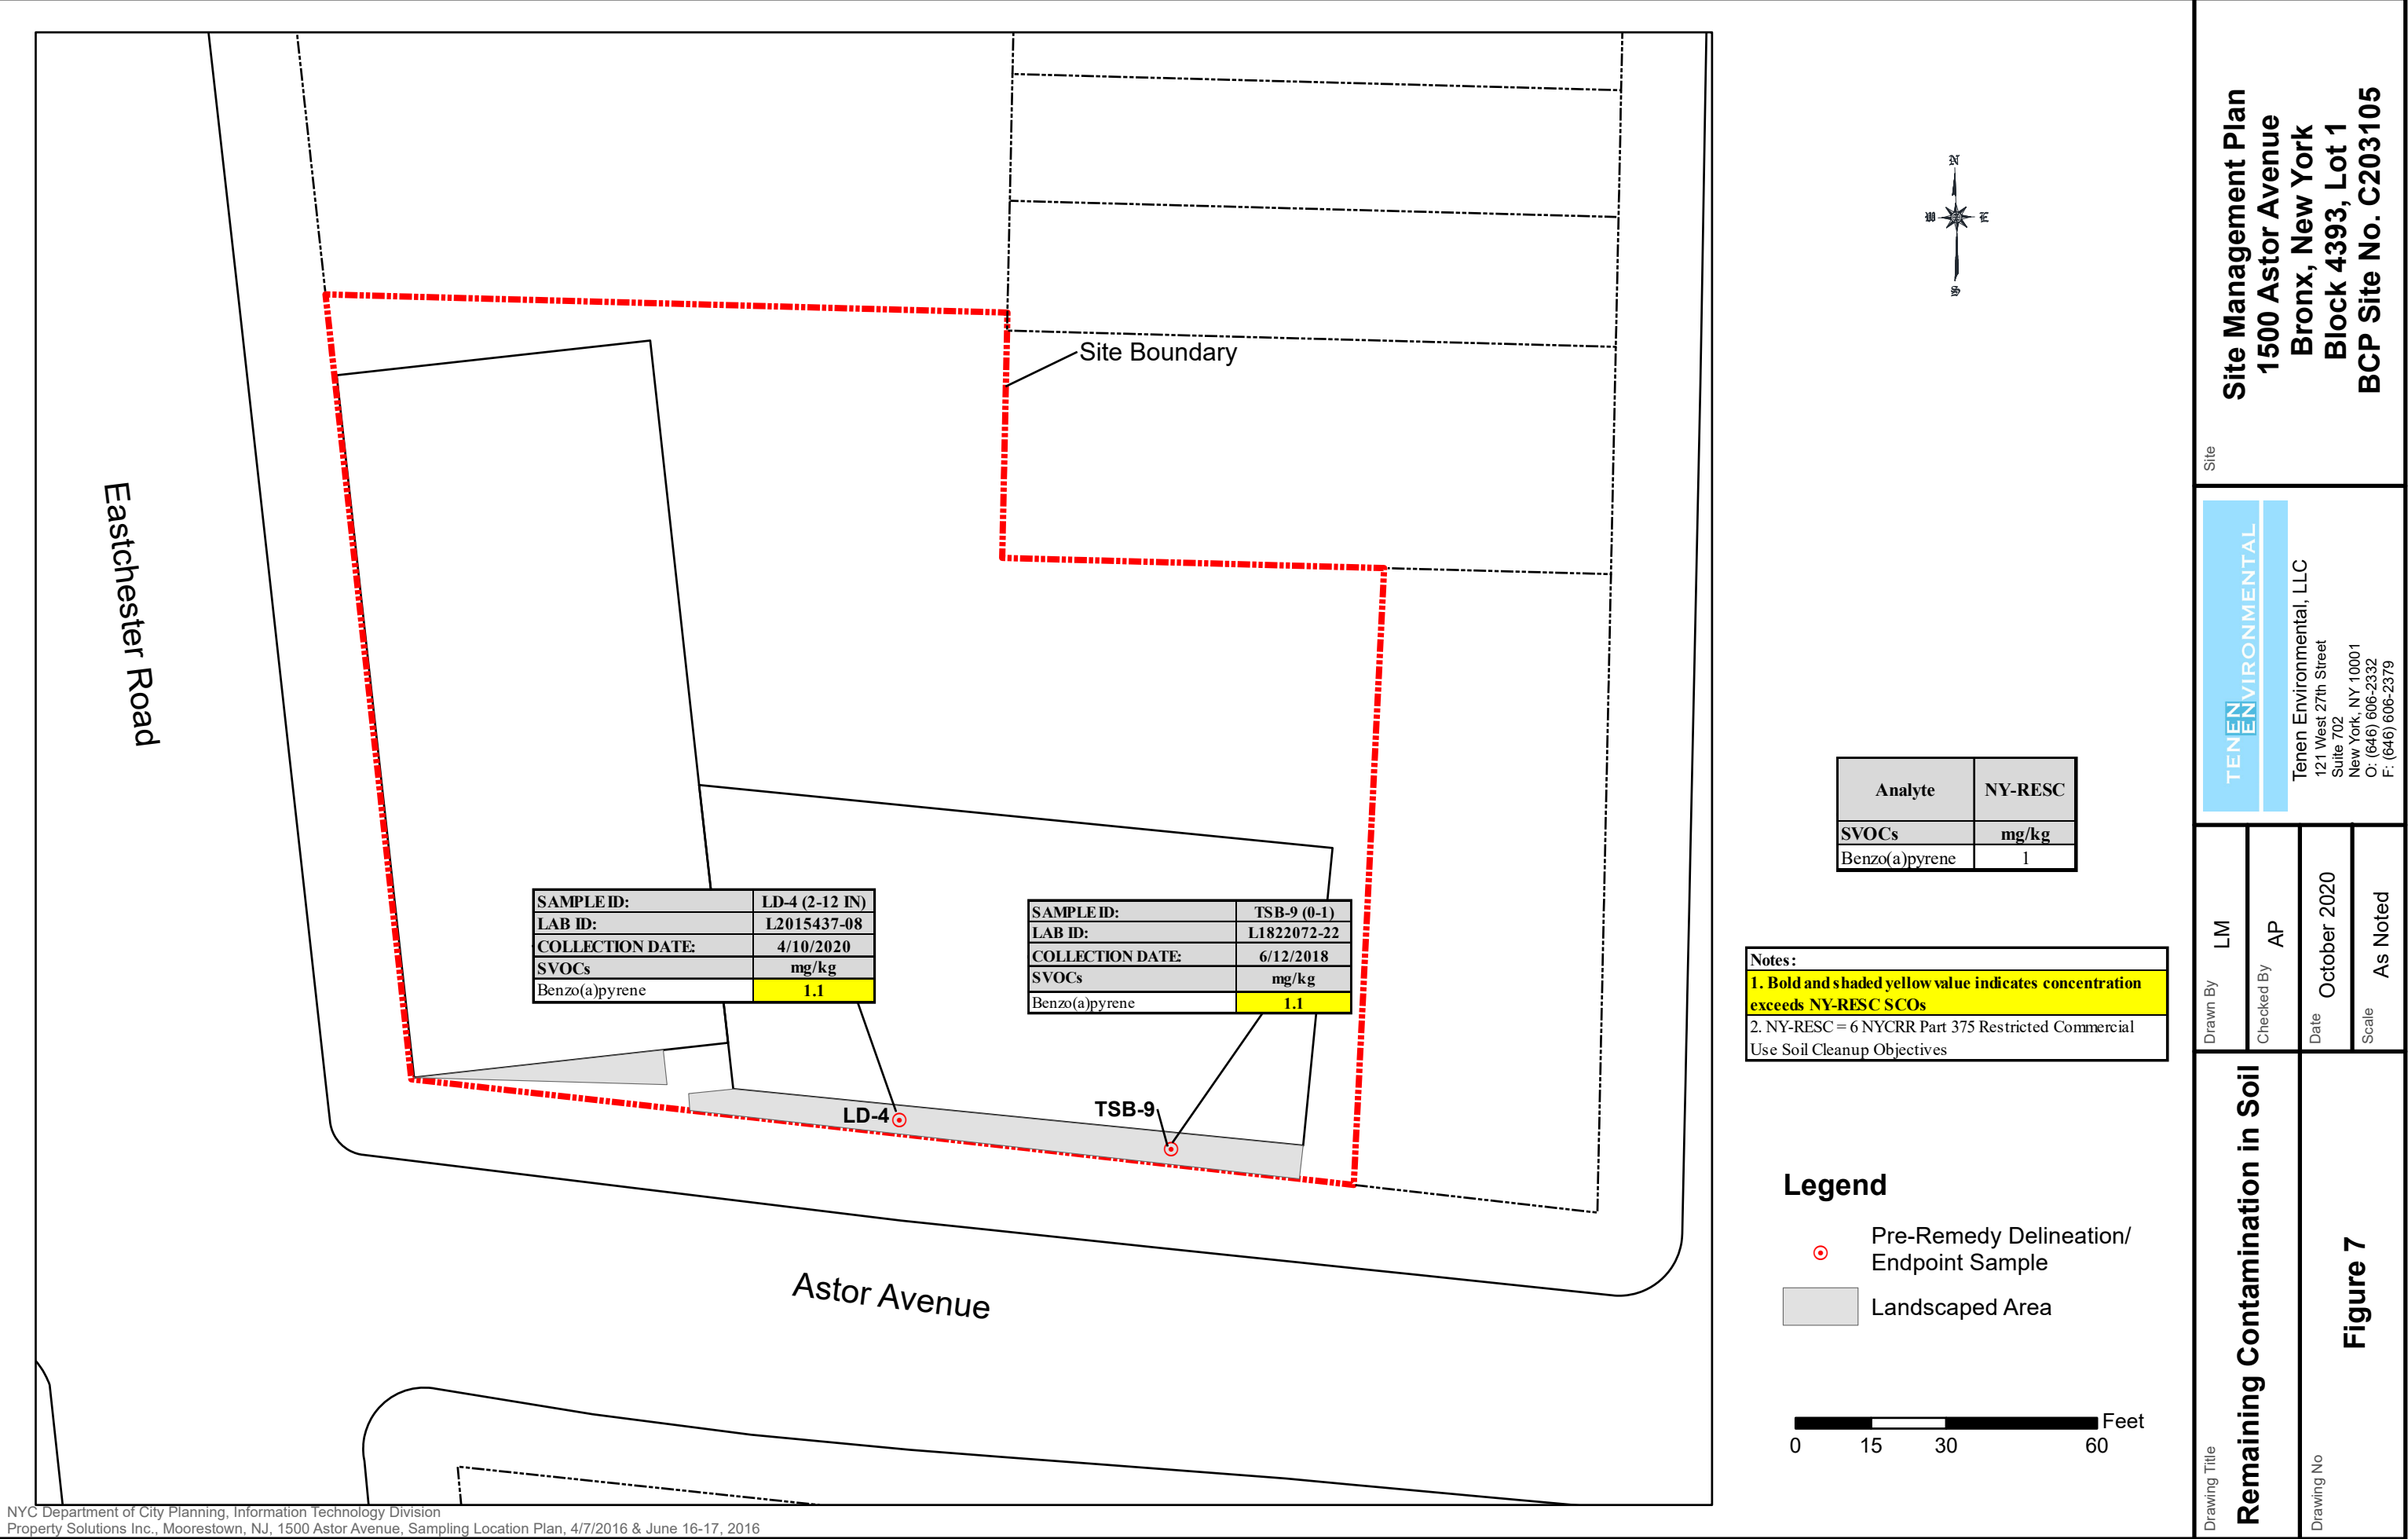 Site Boundary
Eastchester Road
Astor Avenue
SAMPLE ID: LD-4 (2-12 IN)
LAB ID: L2015437-08
COLLECTION DATE: 4/10/2020
SVOCs mg/kg
Benzo(a)pyrene 1.1
SAMPLE ID: TSB-9 (0-1)
LAB ID: L1822072-22
COLLECTION DATE: 6/12/2018
SVOCs mg/kg
Benzo(a)pyrene 1.1
LD-4
TSB-9
N
W
E
S
Analyte NY-RESC
SVOCs mg/kg
Benzo(a)pyrene 1
Notes:
1. Bold and shaded yellow value indicates concentration
exceeds NY-RESC SCOs
2. NY-RESC = 6 NYCRR Part 375 Restricted Commercial
Use Soil Cleanup Objectives
Legend
Pre-Remedy Delineation/
Endpoint Sample
Landscaped Area
Feet
0 15 30 60
Site
Site Management Plan
1500 Astor Avenue
Bronx, New York
Block 4393, Lot 1
BCP Site No. C203105
TENEN
ENVIRONMENTAL
Tenen Environmental, LLC
121 West 27th Street
Suite 702
New York, NY 10001
O: (646) 606-2332
F: (646) 606-2379
Drawn By
LM
Checked By
AP
Date
October 2020
Scale
As Noted
Drawing Title
Remaining Contamination in Soil
Drawing No
Figure 7
NYC Department of City Planning, Information Technology Division
Property Solutions Inc., Moorestown, NJ, 1500 Astor Avenue, Sampling Location Plan, 4/7/2016 & June 16-17, 2016